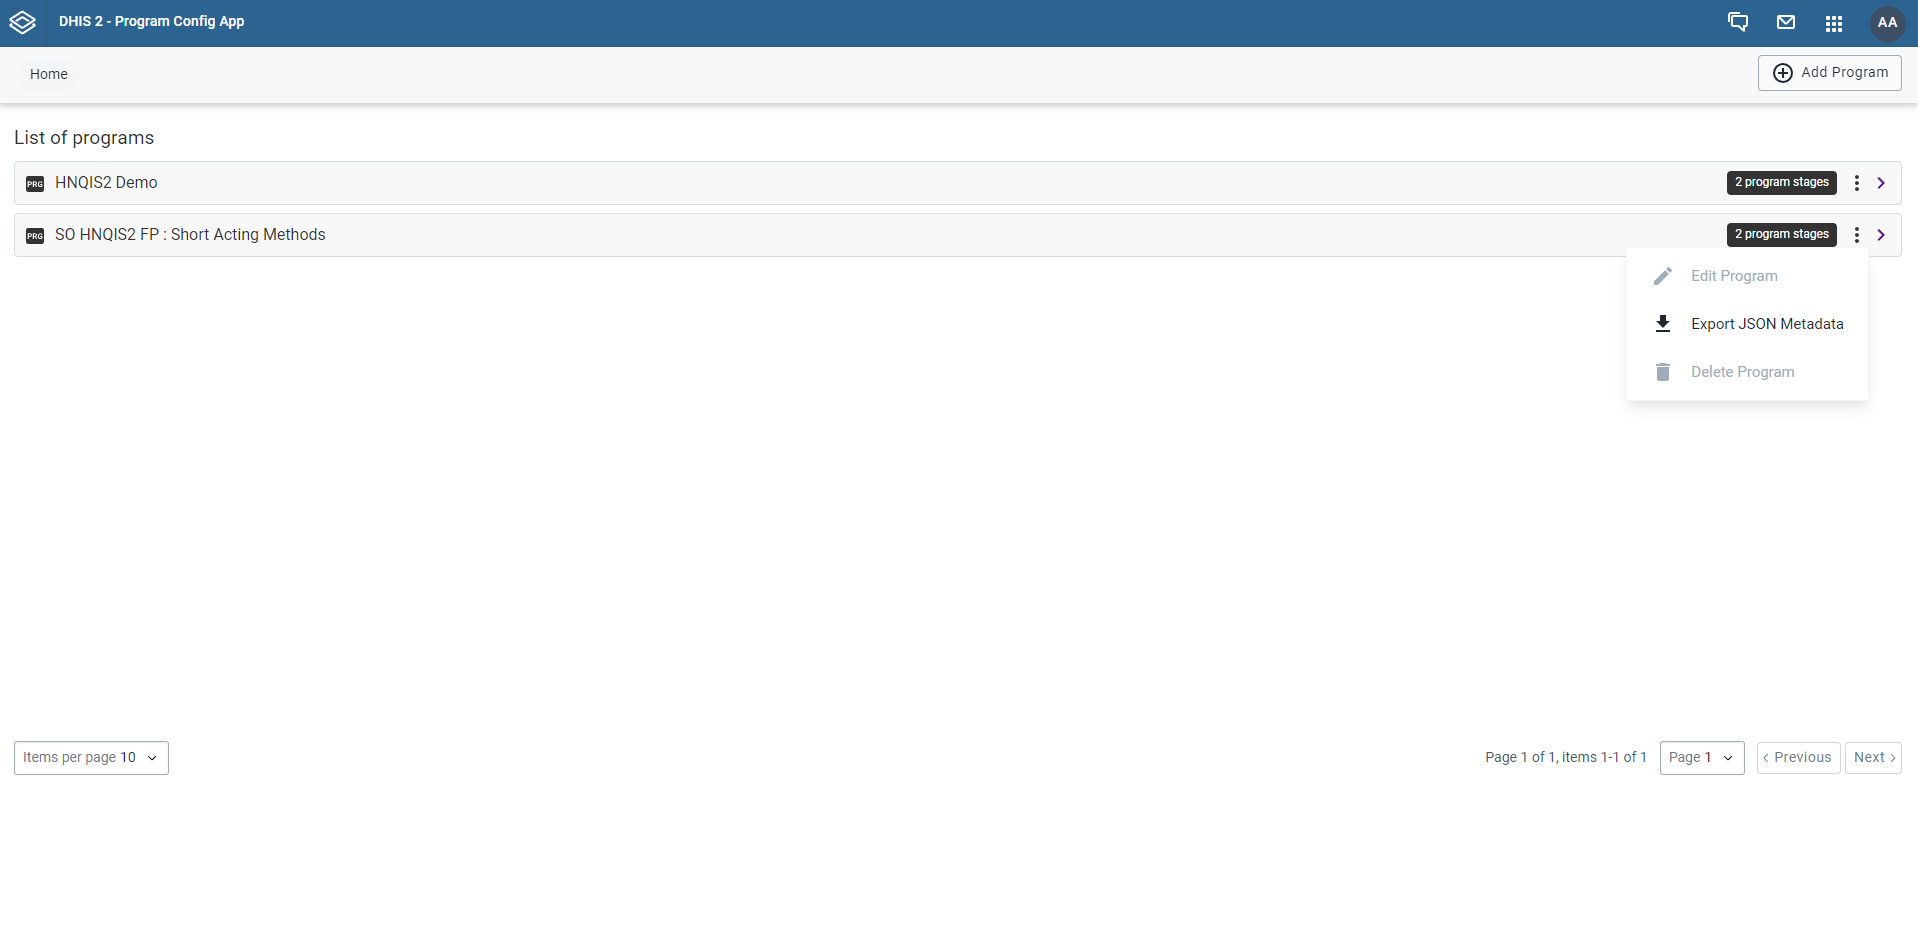 DHIS 2 - Program Config App
AA
Home
Add Program
List of programs
PRG HNQIS2 Demo 2 program stages
PRG SO HNQIS2 FP : Short Acting Methods 2 program stages
Edit Program
Export JSON Metadata
Delete Program
Items per page 10
Page 1 of 1, items 1-1 of 1 Page 1 Previous Next